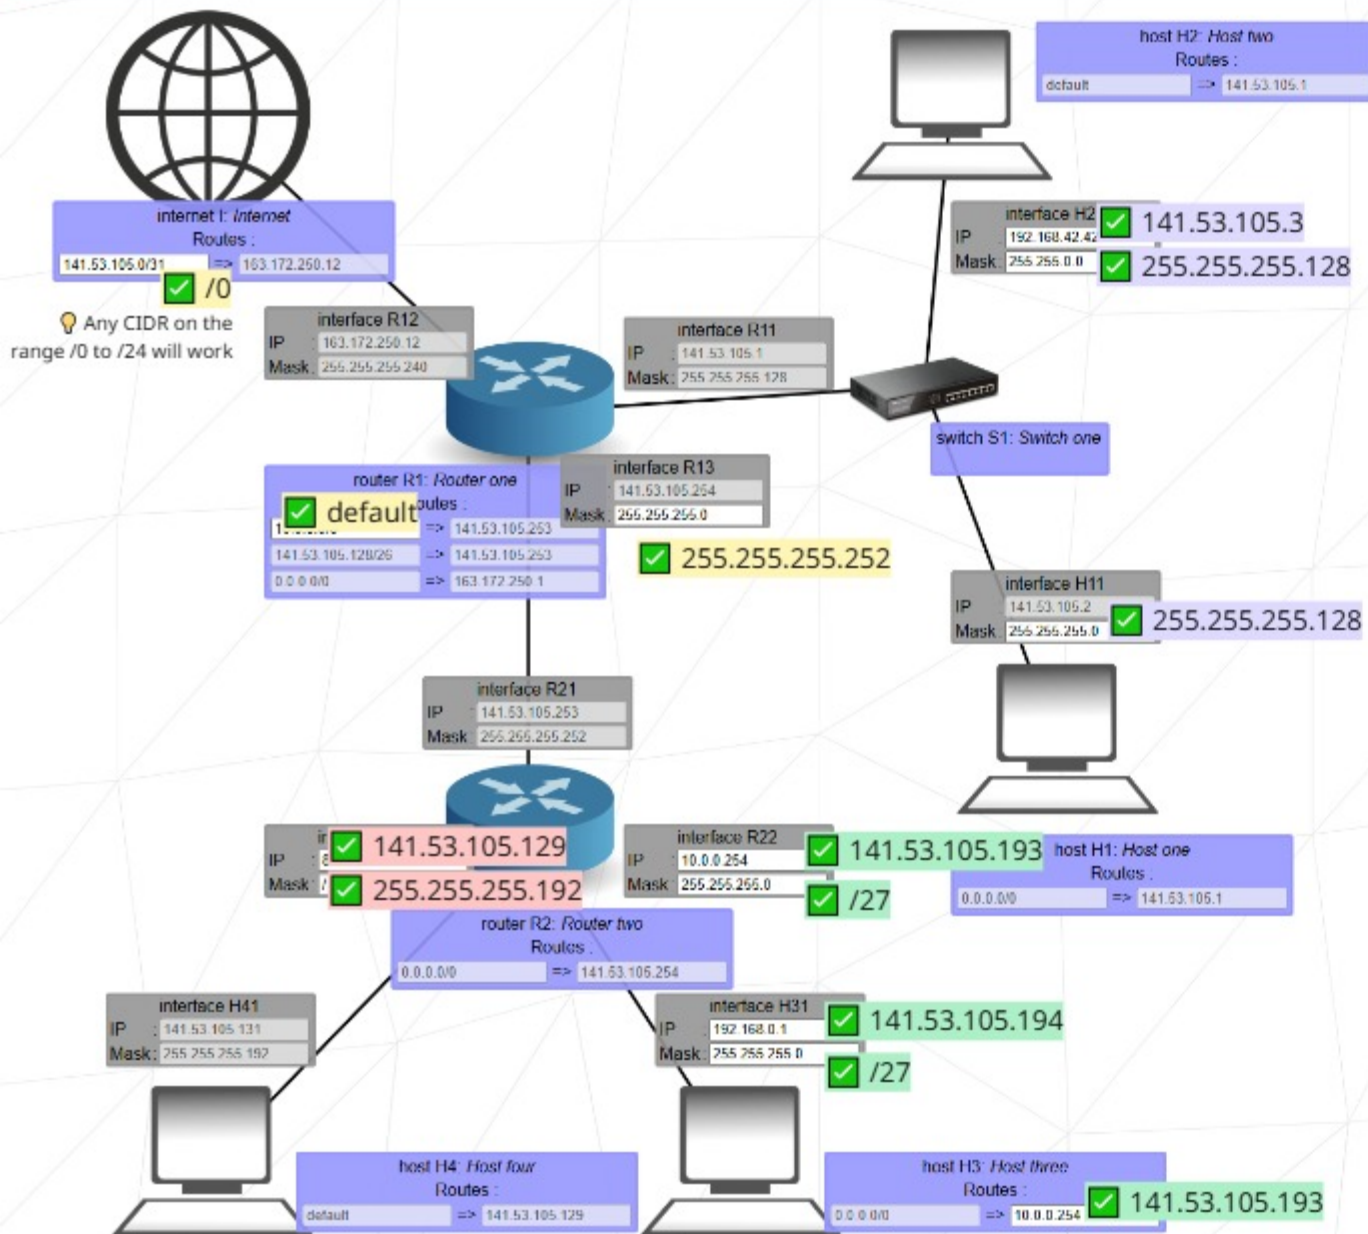 host H2: Host two
Routes :
default => 141.53.105.1
internet I: Internet
Routes :
141.53.105.0/31 => 163.172.250.12
/0
Any CIDR on the
range /0 to /24 will work
interface H2
IP : 192.168.42.42
141.53.105.3
Mask: 255.255.0.0
255.255.255.128
interface R12
IP : 163.172.250.12
Mask: 255.255.255.240
interface R11
IP : 141.53.105.1
Mask: 255.255.255.128
switch S1: Switch one
router R1: Router one
outes :
default
=> 141.53.105.253
141.53.105.128/26 => 141.53.105.253
0.0.0.0/0 => 163.172.250.1
interface R13
IP : 141.53.105.254
Mask: 255.255.255.0
255.255.255.252
interface H11
IP : 141.53.105.2
Mask: 255.255.255.0
255.255.255.128
interface R21
IP : 141.53.105.253
Mask: 255.255.255.252
IP :
141.53.105.129
Mask:
255.255.255.192
interface R22
IP : 10.0.0.254
141.53.105.193
Mask: 255.255.255.0
/27
host H1: Host one
Routes :
0.0.0.0/0 => 141.53.105.1
router R2: Router two
Routes :
0.0.0.0/0 => 141.53.105.254
interface H41
IP : 141.53.105.131
Mask: 255.255.255.192
interface H31
IP : 192.168.0.1
141.53.105.194
Mask: 255.255.255.0
/27
host H4: Host four
Routes :
default => 141.53.105.129
host H3: Host three
Routes :
0.0.0.0/0 => 10.0.0.254
141.53.105.193